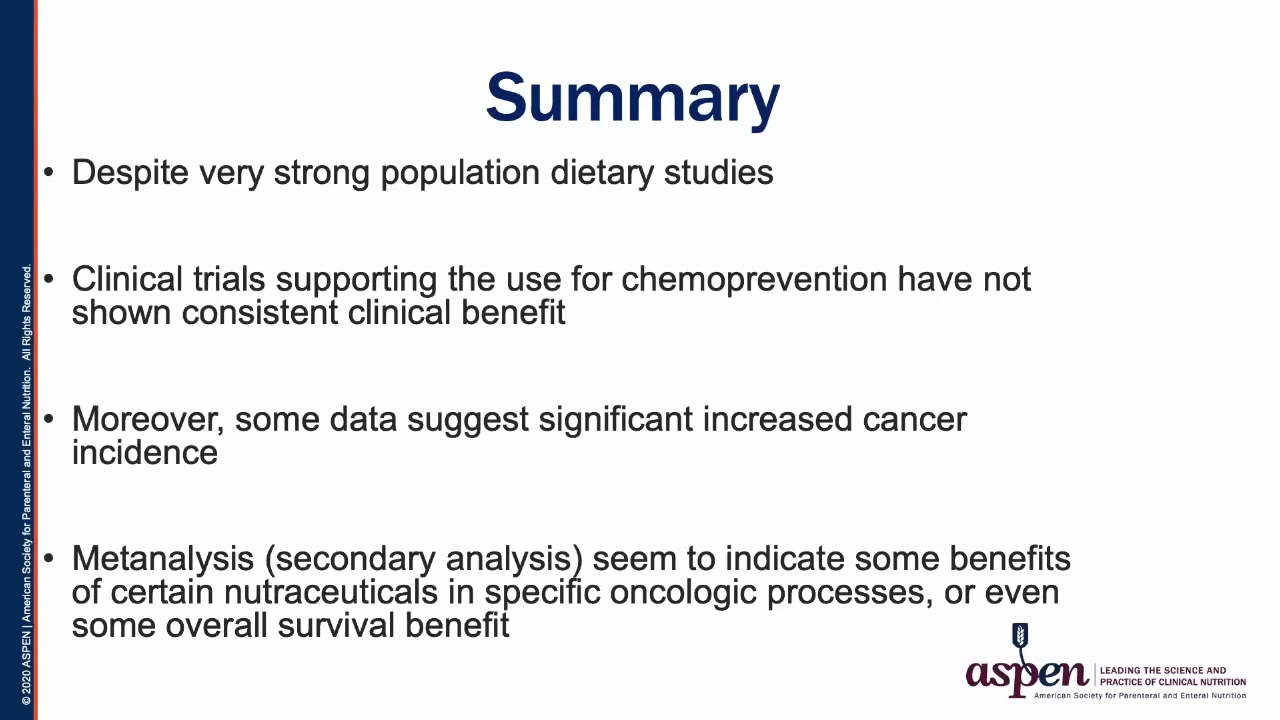 Summary
• Despite very strong population dietary studies
• Clinical trials supporting the use for chemoprevention have not
shown consistent clinical benefit
• Moreover, some data suggest significant increased cancer
incidence
• Metanalysis (secondary analysis) seem to indicate some benefits
of certain nutraceuticals in specific oncologic processes, or even
some overall survival benefit
© 2020 ASPEN | American Society for Parenteral and Enteral Nutrition. All Rights Reserved.
aspen
LEADING THE SCIENCE AND
PRACTICE OF CLINICAL NUTRITION
American Society for Parenteral and Enteral Nutrition